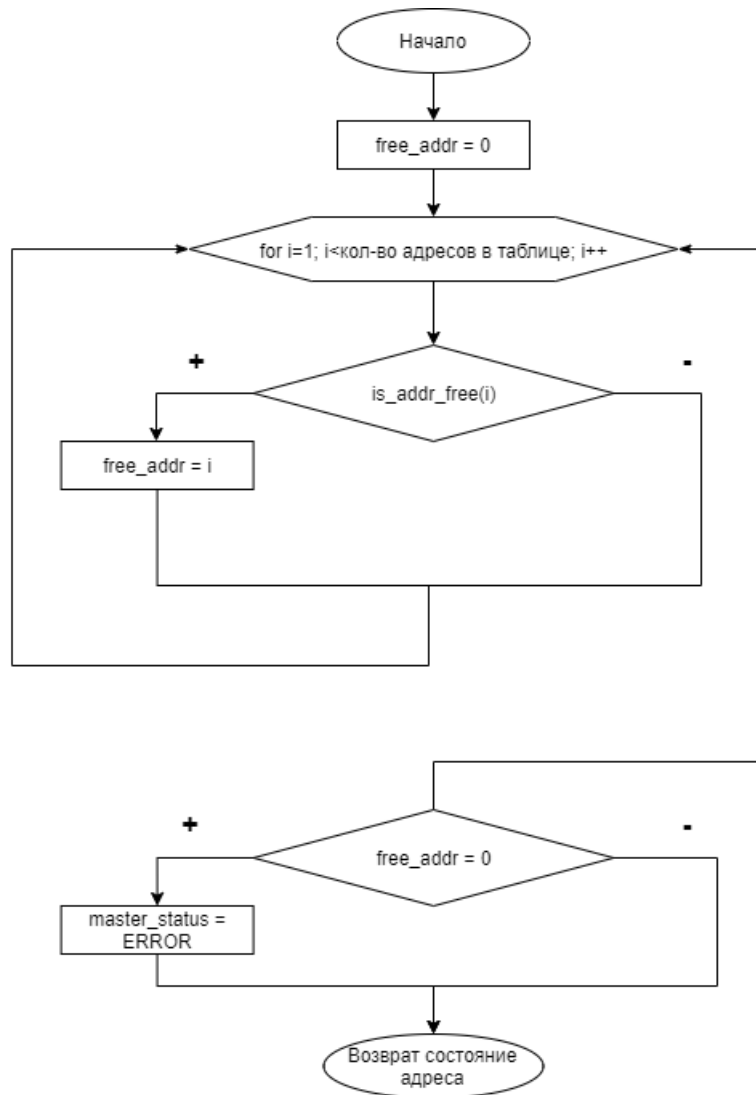 Начало
free_addr = 0
for i=1; i<кол-во адресов в таблице; i++
+
-
is_addr_free(i)
free_addr = i
+
-
free_addr = 0
master_status =
ERROR
Возврат состояние
адреса